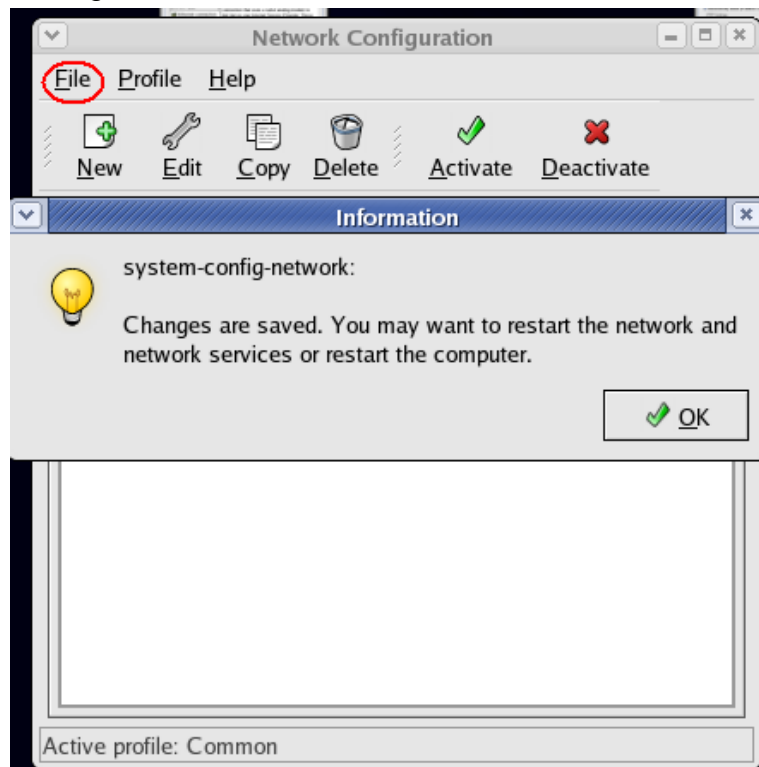 Network Configuration
File Profile Help
New Edit Copy Delete Activate Deactivate
Information
system-config-network:
Changes are saved. You may want to restart the network and
network services or restart the computer.
OK
Active profile: Common